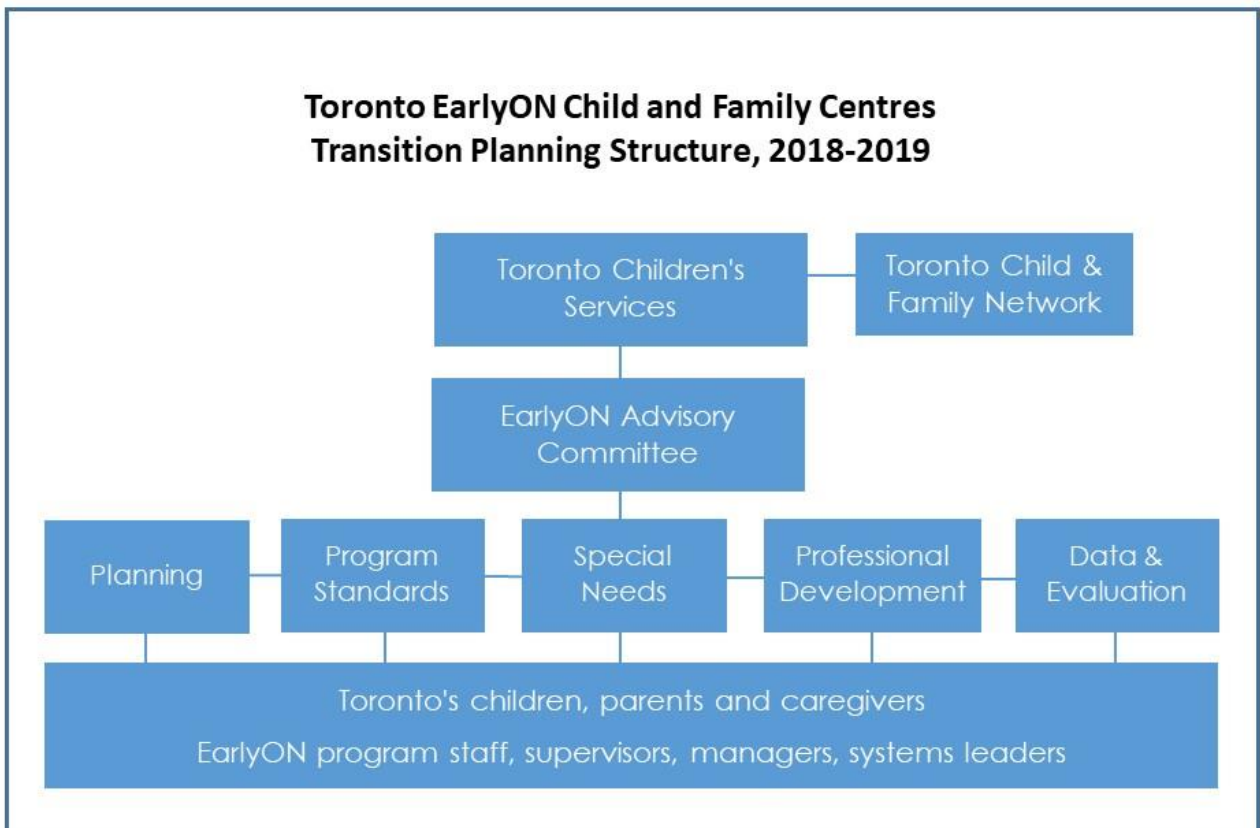 Toronto EarlyON Child and Family Centres
Transition Planning Structure, 2018-2019
Toronto Children's
Services
Toronto Child &
Family Network
EarlyON Advisory
Committee
Planning
Program
Standards
Special
Needs
Professional
Development
Data &
Evaluation
Toronto's children, parents and caregivers
EarlyON program staff, supervisors, managers, systems leaders